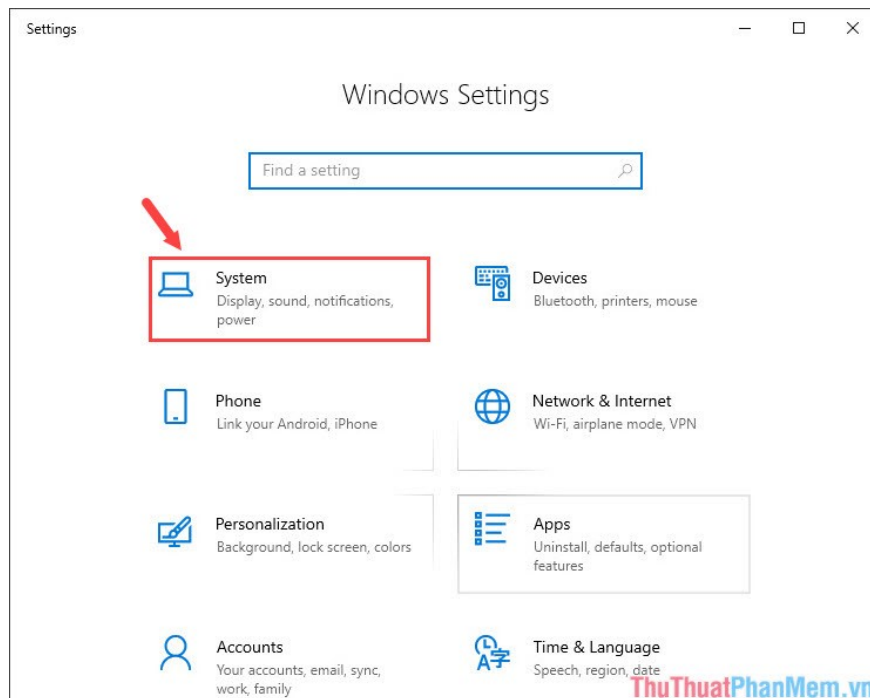 Settings
Windows Settings
Find a setting
System
Display, sound, notifications,
power
Devices
Bluetooth, printers, mouse
Phone
Link your Android, iPhone
Network & Internet
Wi-Fi, airplane mode, VPN
Personalization
Background, lock screen, colors
Apps
Uninstall, defaults, optional
features
Accounts
Your accounts, email, sync,
work, family
Time & Language
Speech, region, date
ThuThuatPhanMem.vn